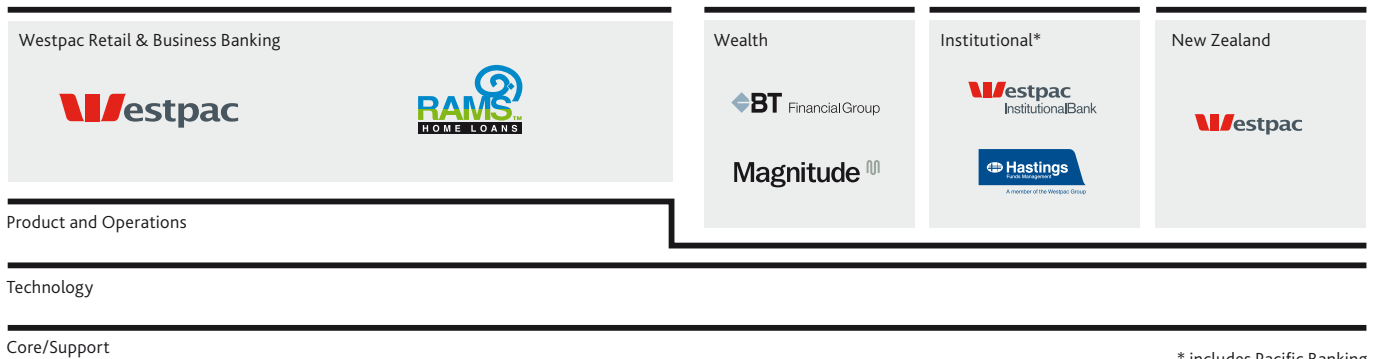 Westpac Retail & Business Banking
Westpac
RAMS™
HOME LOANS
Wealth
BT Financial Group
Magnitude
Institutional*
Westpac
Institutional Bank
Hastings
Funds Management
A member of the Westpac Group
New Zealand
Westpac
Product and Operations
Technology
Core/Support
* includes Pacific Banking